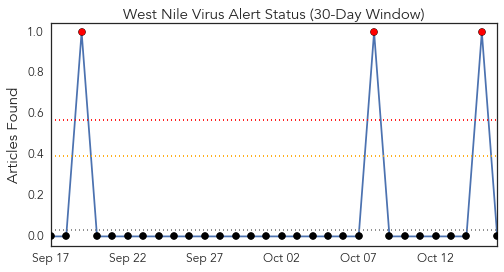 West Nile Virus Alert Status (30-Day Window)
Articles Found
1.0
0.8
0.6
0.4
0.2
0.0
Sep 17 Sep 22 Sep 27 Oct 02 Oct 07 Oct 12